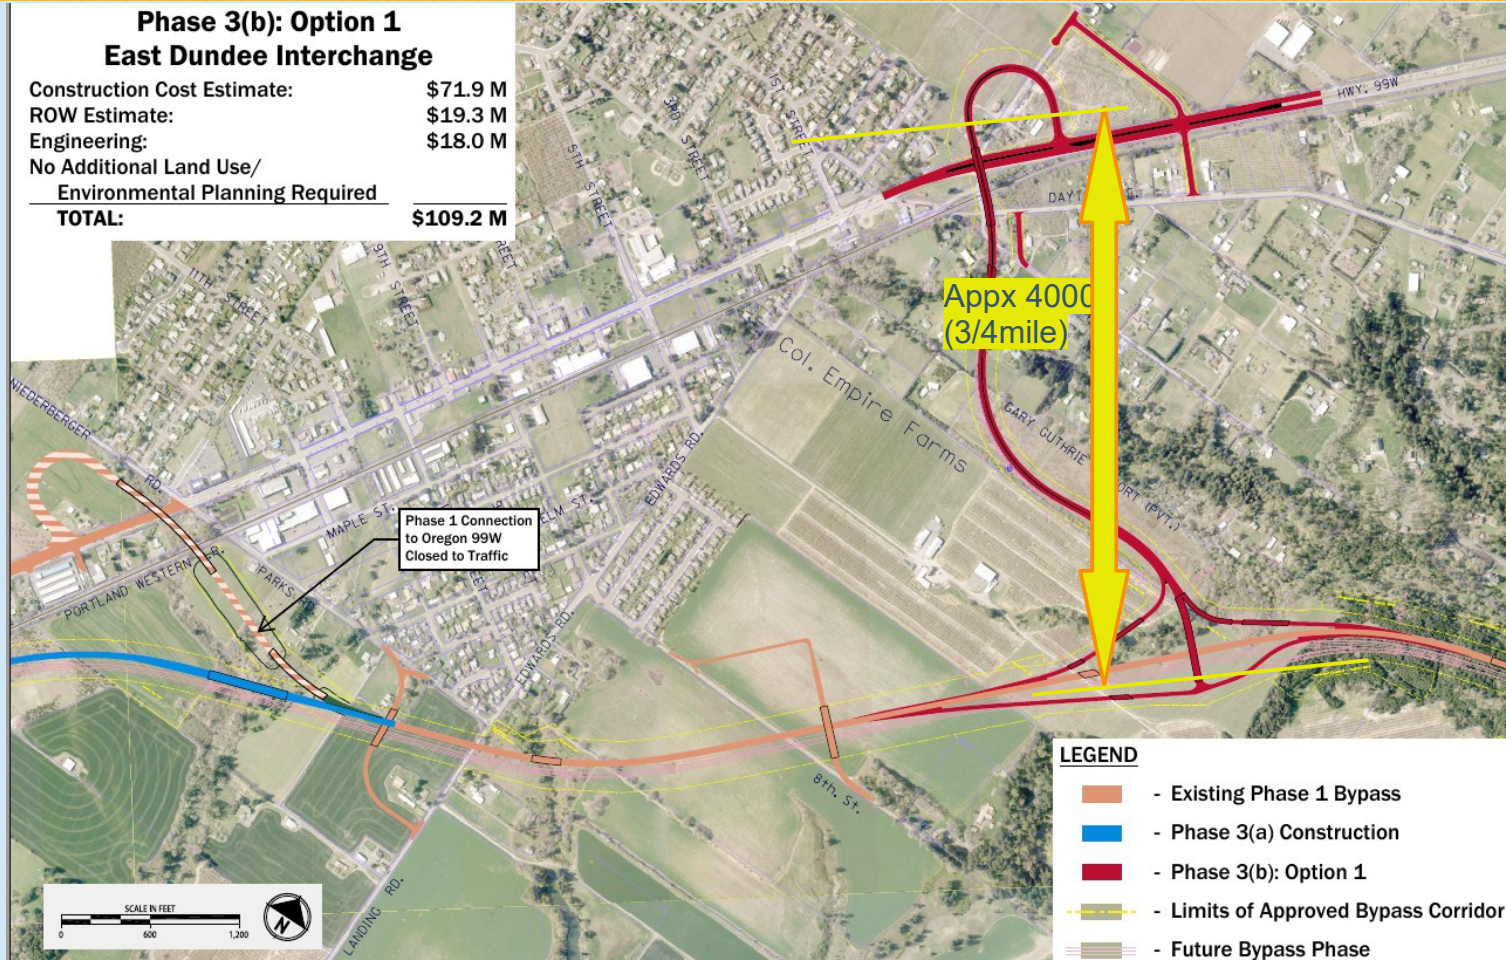 Phase 3(b): Option 1
East Dundee Interchange
Construction Cost Estimate: $71.9 M
ROW Estimate: $19.3 M
Engineering: $18.0 M
No Additional Land Use/
Environmental Planning Required
TOTAL: $109.2 M
1ST STREET
3RD STREET
5TH STREET
9TH STREET
11TH STREET
HWY. 99W
Appx 4000
(3/4mile)
Col. Empire Farms
GARY GUTHRIE
(PVT.)
NIEDERBERGER
RD.
MAPLE ST.
ELM ST.
EDWARDS RD.
PORTLAND WESTERN
PARKS RD.
Phase 1 Connection
to Oregon 99W
Closed to Traffic
EDWARDS RD.
8th. St.
LANDING RD.
SCALE IN FEET
0 600 1,200
N
LEGEND
- Existing Phase 1 Bypass
- Phase 3(a) Construction
- Phase 3(b): Option 1
- Limits of Approved Bypass Corridor
- Future Bypass Phase